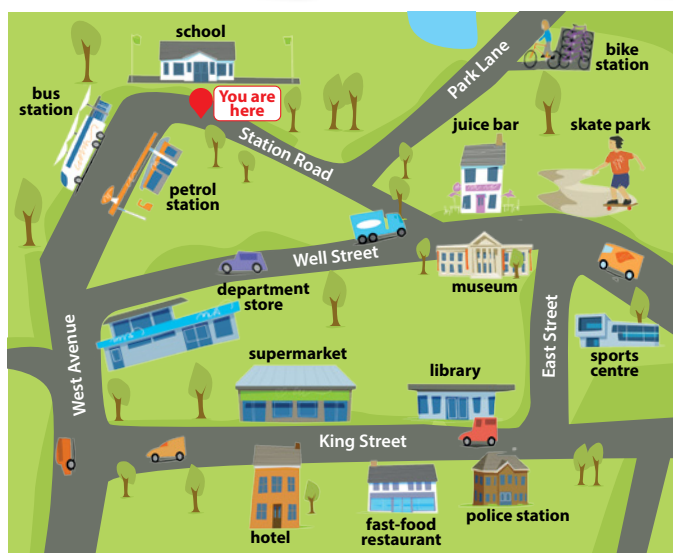 school
bus
station
You are
here
Station Road
Park Lane
bike
station
juice bar
skate park
petrol
station
Well Street
department
store
museum
West Avenue
supermarket
library
East Street
sports
centre
King Street
hotel
fast-food
restaurant
police station